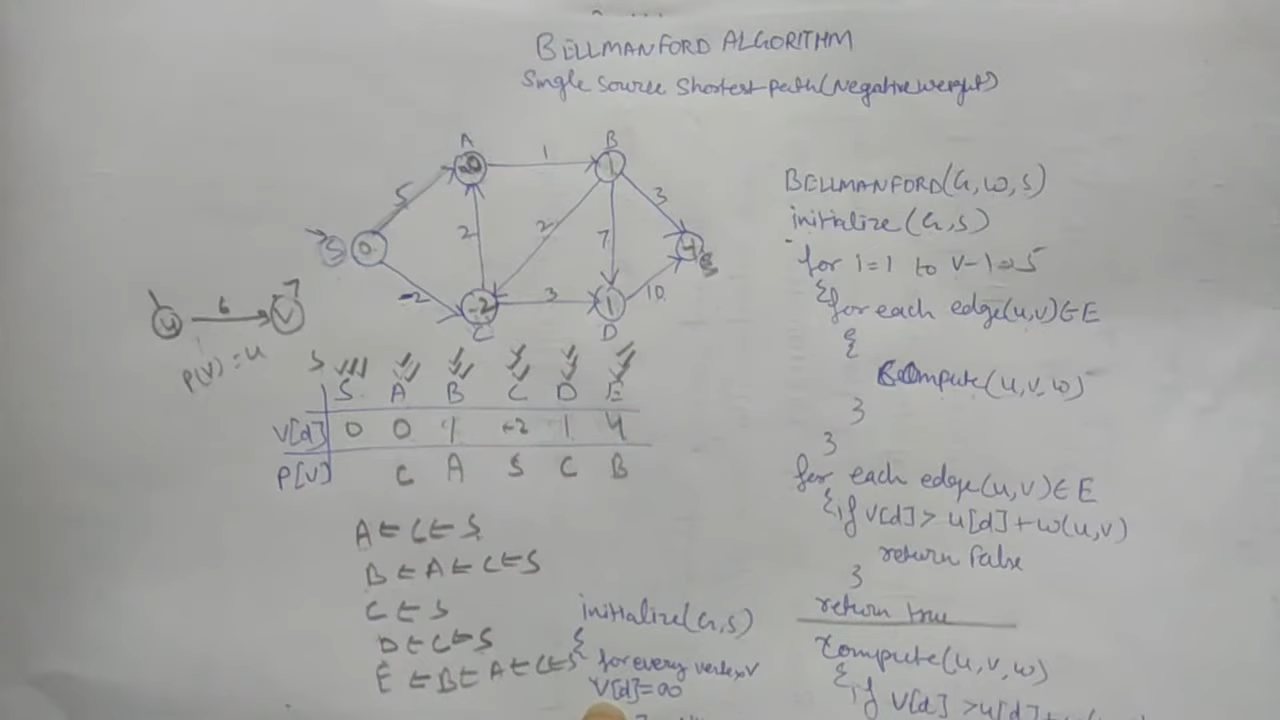 BELLMANFORD ALGORITHM
Single Source Shortest-path(Negative weight)
A
B
1
5
3
S
0
2
2
7
1
4
-2
3
10
-2
1
C
D
u
6
7
V
P(V)=u
S
S A B C D E
V[d] 0 0 1 -2 1 4
P[V] C A S C B
A ← C ← S
B ← A ← C ← S
C ← S
D ← C ← S
E ← B ← A ← C ← S
initialize(G,S)
{
for every vertex V
V[d]=∞
BELLMANFORD(G,W,S)
initialize(G,S)
for i=1 to V-1=5
{for each edge(u,v)∈E
{
Compute(u,v,w)
}
}
for each edge(u,v)∈E
{if V[d] > u[d]+w(u,v)
return false
}
return true
Compute(u,v,w)
{if V[d] >u[d]+